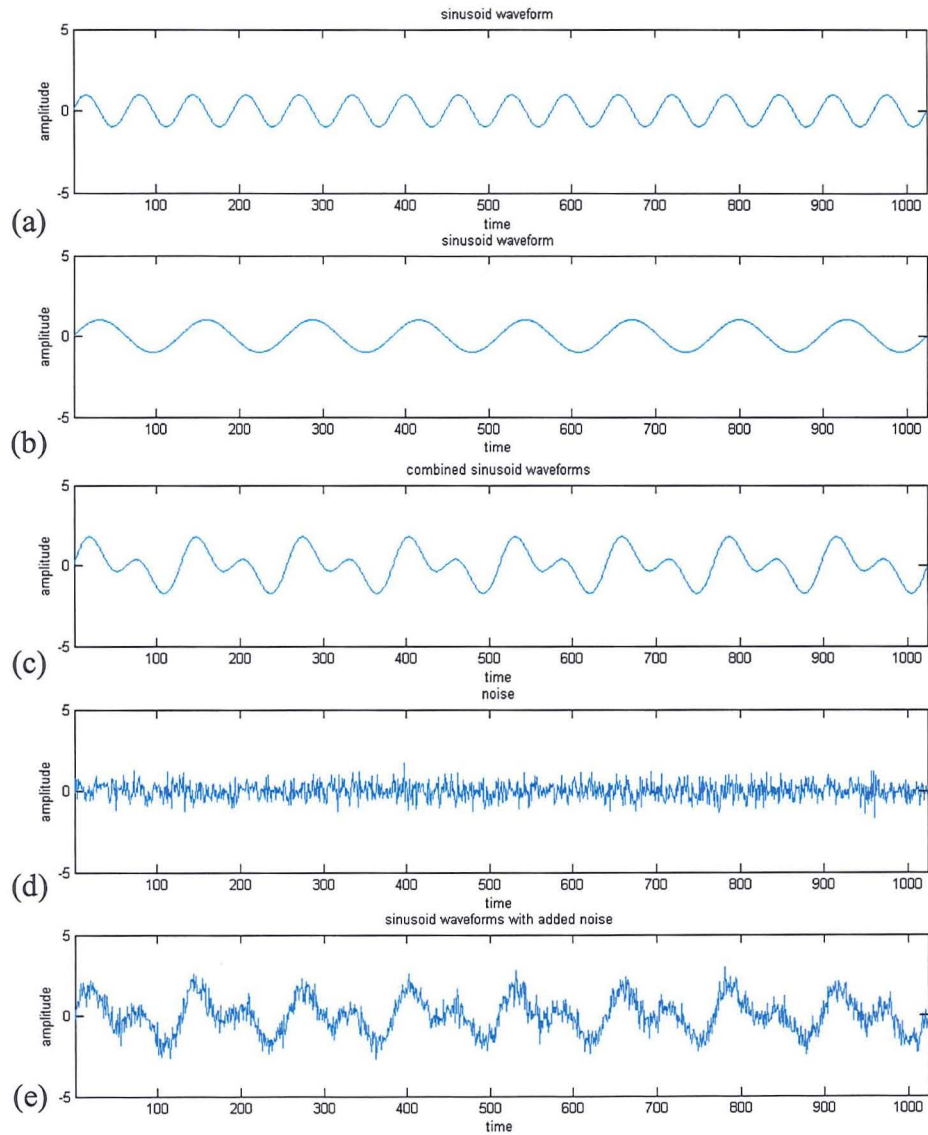 sinusoid waveform
5
amplitude
0
-5
100 200 300 400 500 600 700 800 900 1000
(a)
time
sinusoid waveform
5
amplitude
0
-5
100 200 300 400 500 600 700 800 900 1000
(b)
time
combined sinusoid waveforms
5
amplitude
0
-5
100 200 300 400 500 600 700 800 900 1000
(c)
time
noise
5
amplitude
0
-5
100 200 300 400 500 600 700 800 900 1000
(d)
time
sinusoid waveforms with added noise
5
amplitude
0
-5
100 200 300 400 500 600 700 800 900 1000
(e)
time